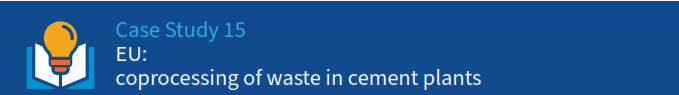 Case Study 15
EU:
coprocessing of waste in cement plants